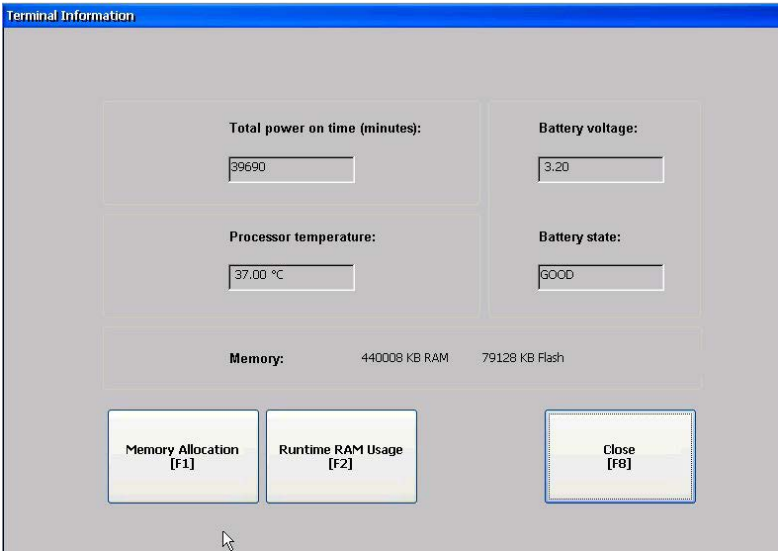 Terminal Information
Total power on time (minutes):
39690
Battery voltage:
3.20
Processor temperature:
37.00 °C
Battery state:
GOOD
Memory:
440008 KB RAM
79128 KB Flash
Memory Allocation
[F1]
Runtime RAM Usage
[F2]
Close
[F8]